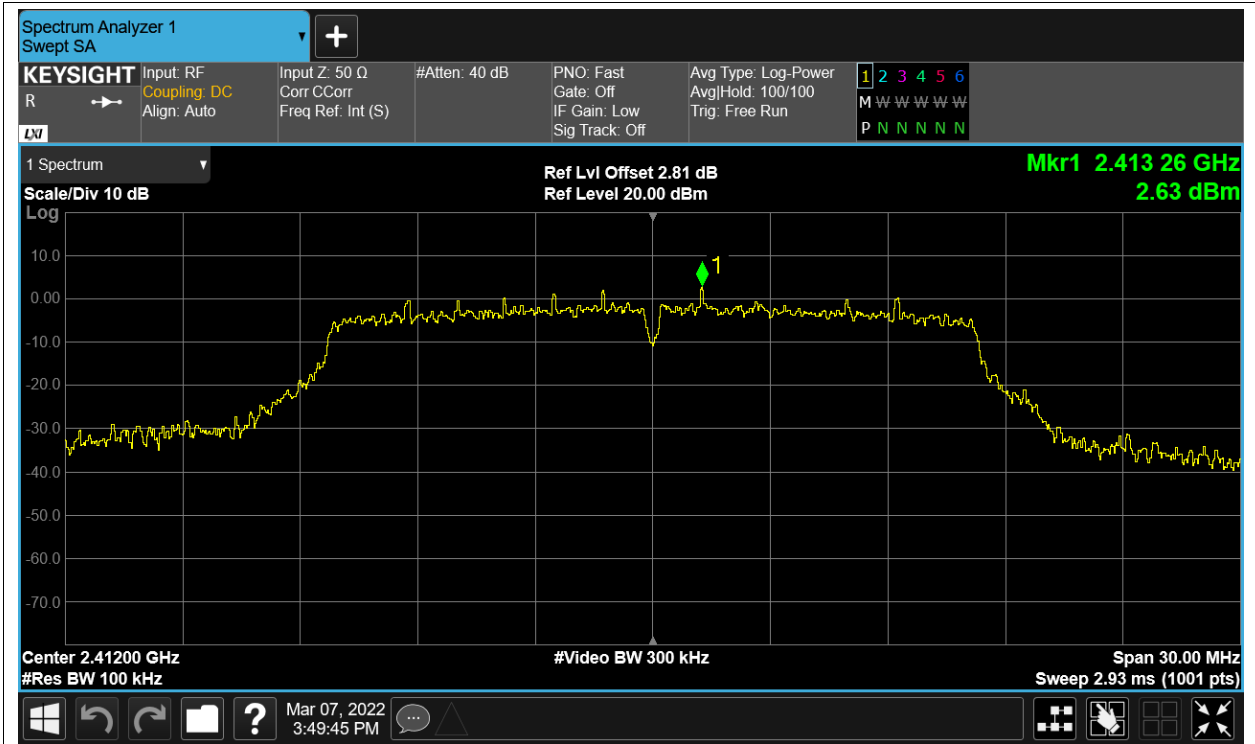 Spectrum Analyzer 1
Swept SA
+
KEYSIGHT
R
LXI
Input: RF
Coupling: DC
Align: Auto
Input Z: 50 Ω
Corr CCorr
Freq Ref: Int (S)
#Atten: 40 dB
PNO: Fast
Gate: Off
IF Gain: Low
Sig Track: Off
Avg Type: Log-Power
Avg|Hold: 100/100
Trig: Free Run
1 2 3 4 5 6
M W W W W W W
P N N N N N N
1 Spectrum
Scale/Div 10 dB
Log
Ref Lvl Offset 2.81 dB
Ref Level 20.00 dBm
Mkr1 2.413 26 GHz
2.63 dBm
1
10.0
0.00
-10.0
-20.0
-30.0
-40.0
-50.0
-60.0
-70.0
Center 2.41200 GHz
#Video BW 300 kHz
Span 30.00 MHz
#Res BW 100 kHz
Sweep 2.93 ms (1001 pts)
?
Mar 07, 2022
3:49:45 PM